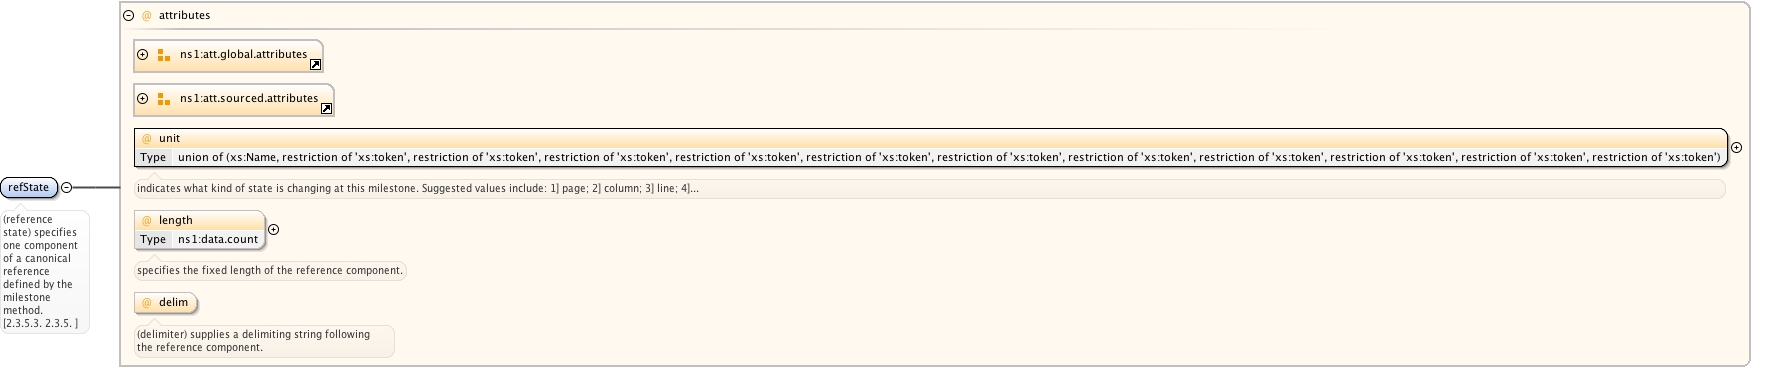 @ attributes
ns1:att.global.attributes
ns1:att.sourced.attributes
@ unit
Type union of (xs:Name, restriction of 'xs:token', restriction of 'xs:token', restriction of 'xs:token', restriction of 'xs:token', restriction of 'xs:token', restriction of 'xs:token', restriction of 'xs:token', restriction of 'xs:token', restriction of 'xs:token', restriction of 'xs:token', restriction of 'xs:token')
indicates what kind of state is changing at this milestone. Suggested values include: 1] page; 2] column; 3] line; 4]...
refState
(reference
state) specifies
one component
of a canonical
reference
defined by the
milestone
method.
[2.3.5.3. 2.3.5. ]
@ length
Type ns1:data.count
specifies the fixed length of the reference component.
@ delim
(delimiter) supplies a delimiting string following
the reference component.